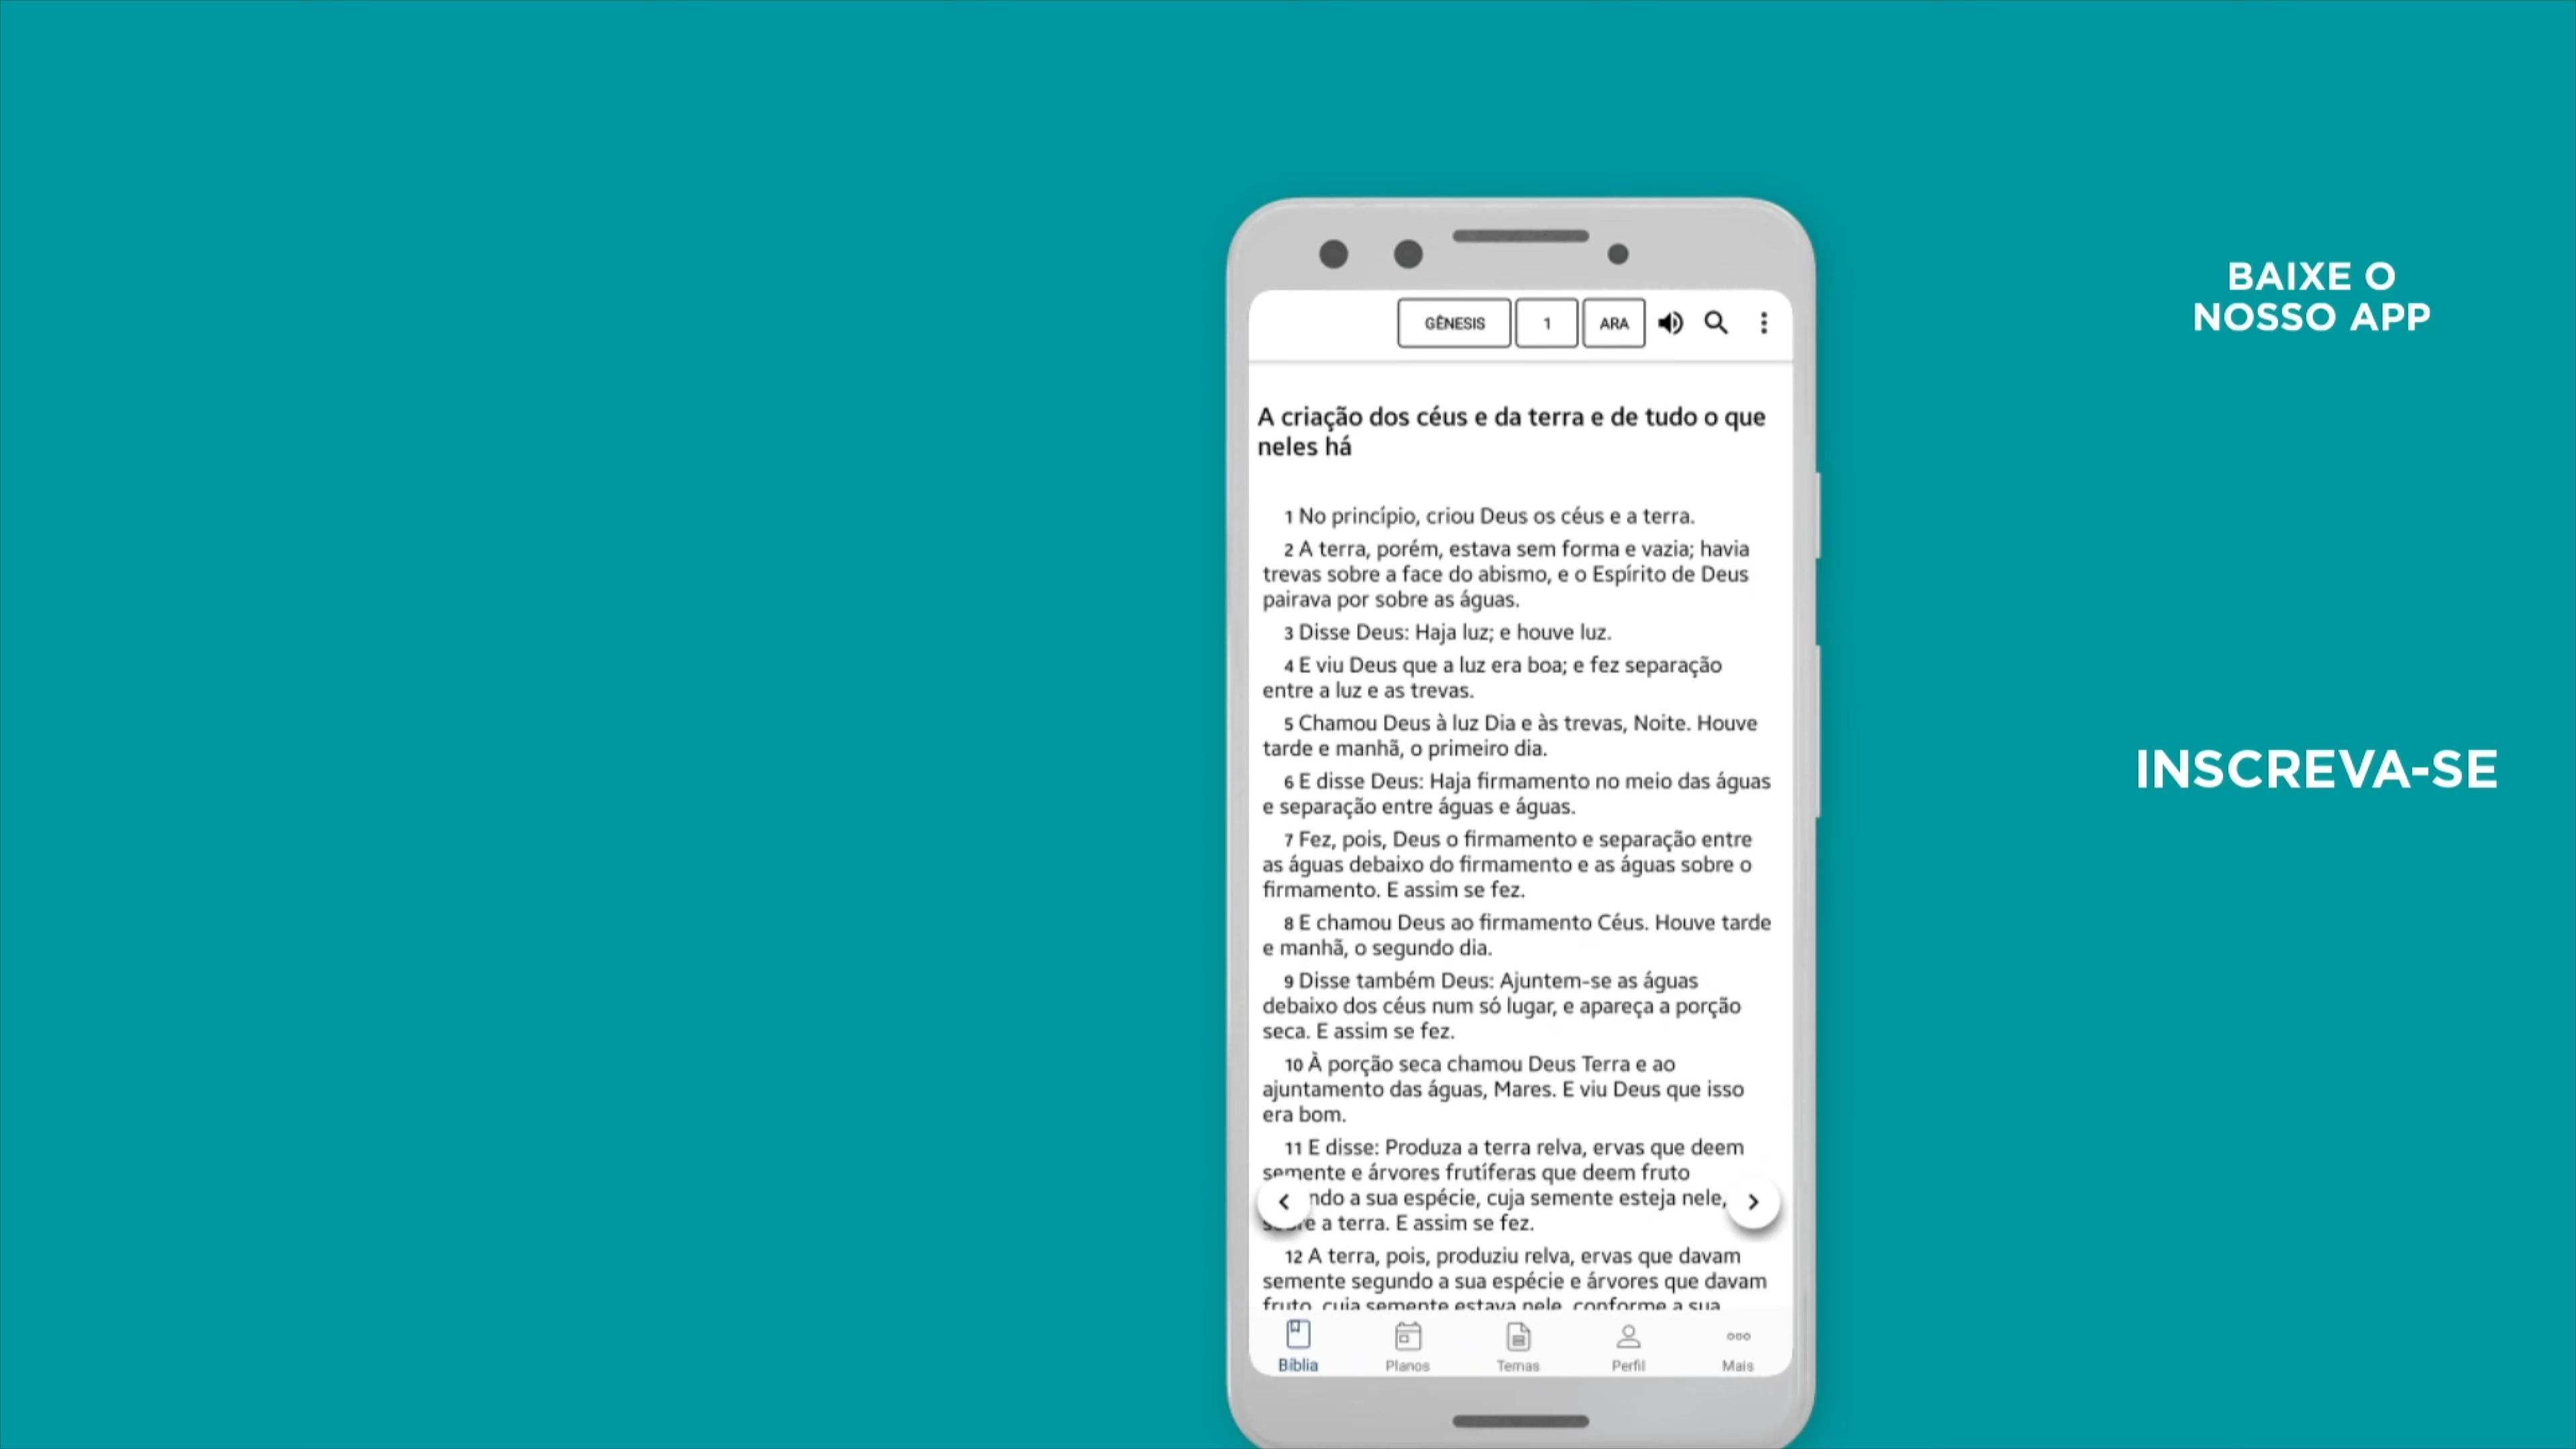 BAIXE O
NOSSO APP
INSCREVA-SE
GÊNESIS 1 ARA
A criação dos céus e da terra e de tudo o que
neles há
1 No princípio, criou Deus os céus e a terra.
2 A terra, porém, estava sem forma e vazia; havia
trevas sobre a face do abismo, e o Espírito de Deus
pairava por sobre as águas.
3 Disse Deus: Haja luz; e houve luz.
4 E viu Deus que a luz era boa; e fez separação
entre a luz e as trevas.
5 Chamou Deus à luz Dia e às trevas, Noite. Houve
tarde e manhã, o primeiro dia.
6 E disse Deus: Haja firmamento no meio das águas
e separação entre águas e águas.
7 Fez, pois, Deus o firmamento e separação entre
as águas debaixo do firmamento e as águas sobre o
firmamento. E assim se fez.
8 E chamou Deus ao firmamento Céus. Houve tarde
e manhã, o segundo dia.
9 Disse também Deus: Ajuntem-se as águas
debaixo dos céus num só lugar, e apareça a porção
seca. E assim se fez.
10 À porção seca chamou Deus Terra e ao
ajuntamento das águas, Mares. E viu Deus que isso
era bom.
11 E disse: Produza a terra relva, ervas que deem
semente e árvores frutíferas que deem fruto
ndo a sua espécie, cuja semente esteja nele,
a terra. E assim se fez.
12 A terra, pois, produziu relva, ervas que davam
semente segundo a sua espécie e árvores que davam
fruto, cuja semente estava nele, conforme a sua
Bíblia Planos Temas Perfil Mais